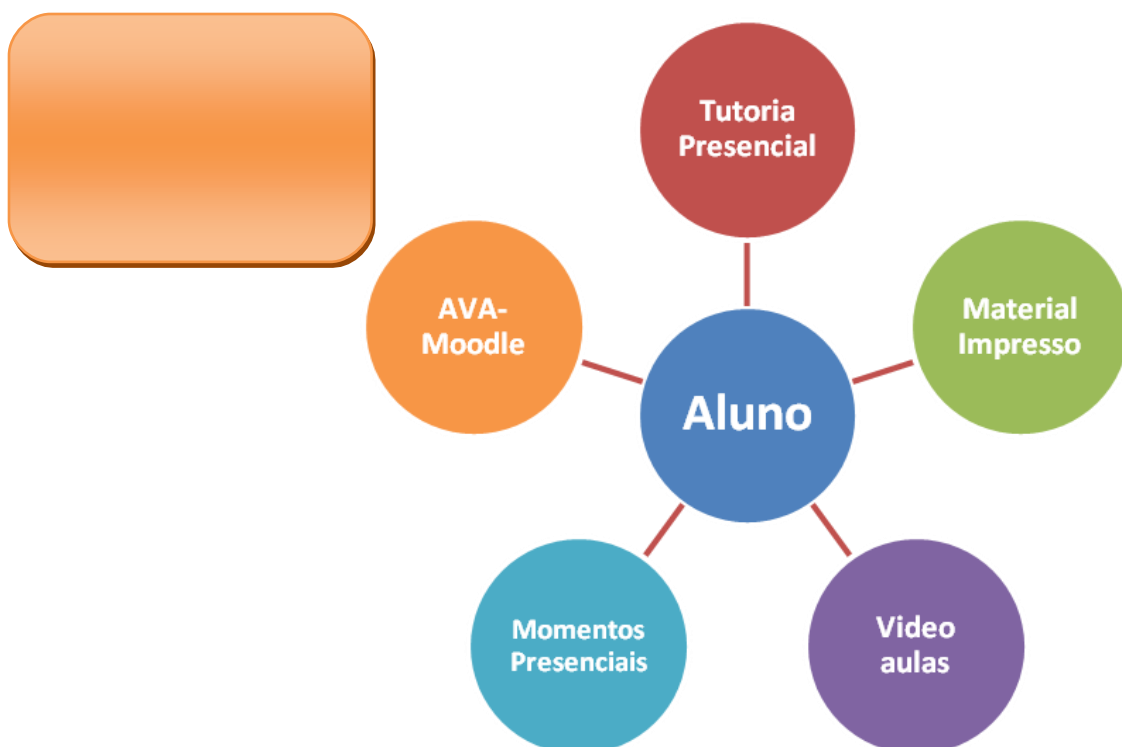 Tutoria
Presencial
AVA-
Moodle
Material
Impresso
Aluno
Momentos
Presenciais
Video
aulas